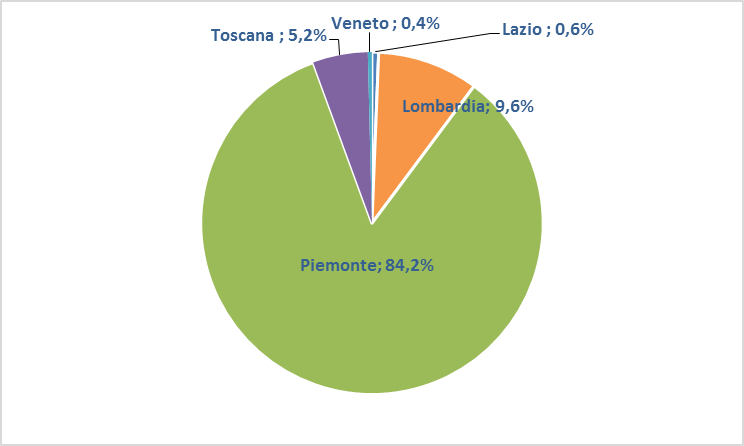 Veneto ; 0,4%
Toscana ; 5,2%
Lazio ; 0,6%
Lombardia; 9,6%
Piemonte; 84,2%